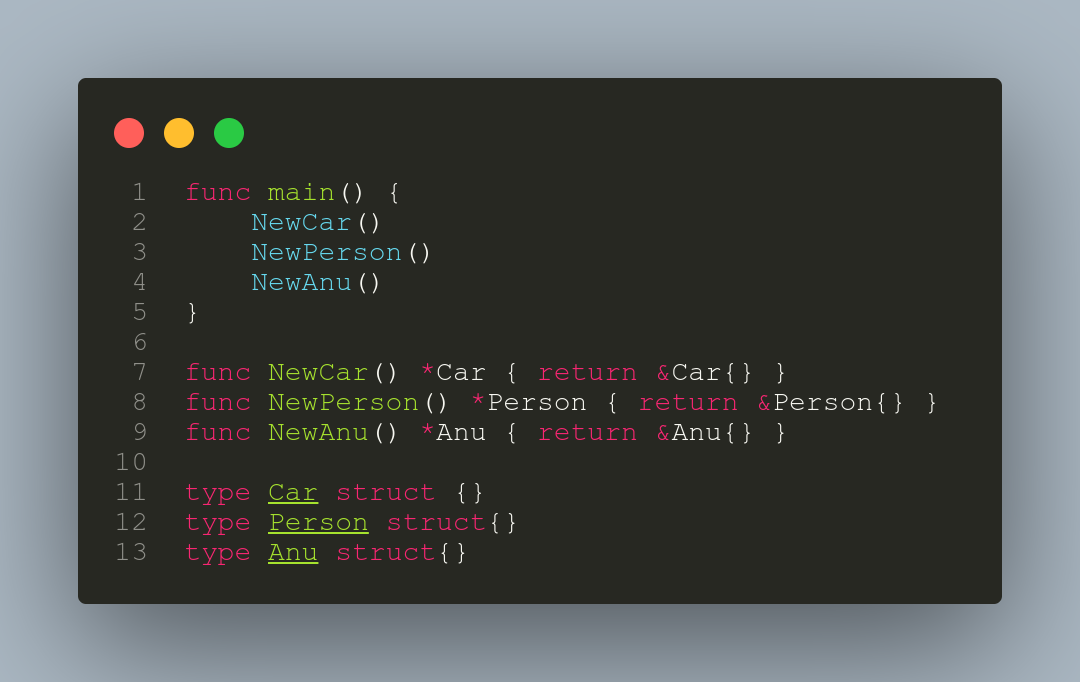 1 func main() {
2     NewCar()
3     NewPerson()
4     NewAnu()
5 }
6
7 func NewCar() *Car { return &Car{} }
8 func NewPerson() *Person { return &Person{} }
9 func NewAnu() *Anu { return &Anu{} }
10
11 type Car struct {}
12 type Person struct{}
13 type Anu struct{}